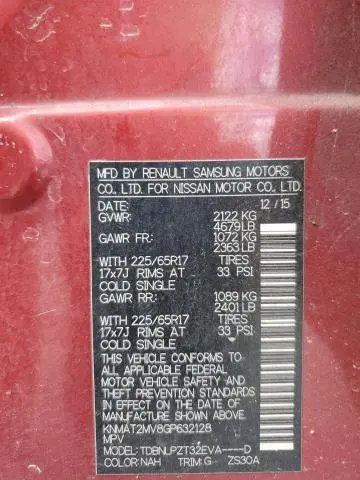 MFD BY RENAULT SAMSUNG MOTORS
CO., LTD. FOR NISSAN MOTOR CO., LTD.
DATE: 12 / 15
GVWR: 2122 KG
4679LB
GAWR FR: 1072 KG
2363LB
WITH 225/65R17 TIRES
17x7J RIMS AT 33 PSI
COLD SINGLE
GAWR RR: 1089 KG
2401LB
WITH 225/65R17 TIRES
17x7J RIMS AT 33 PSI
COLD SINGLE
THIS VEHICLE CONFORMS TO
ALL APPLICABLE FEDERAL
MOTOR VEHICLE SAFETY AND
THEFT PREVENTION STANDARDS
IN EFFECT ON THE DATE OF
MANUFACTURE SHOWN ABOVE.
KNMAT2MV8GP632128
MPV
MODEL: TDBNLPZT32EVA----D
COLOR: NAH TRIM: G ZS30A